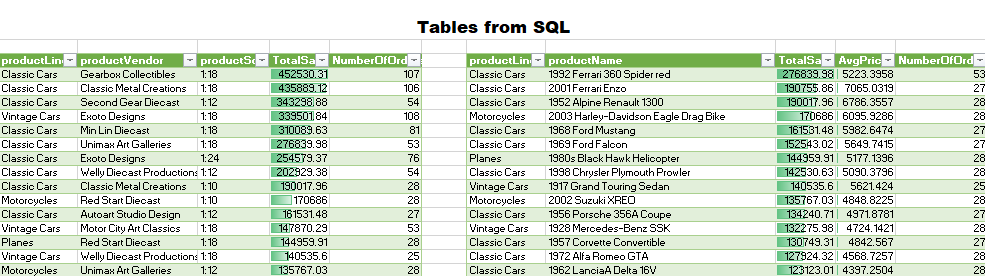 Tables from SQL
productLin productVendor productSc TotalSa NumberOfOrd productLin productName TotalSa AvgPric NumberOfOrd
Classic Cars Gearbox Collectibles 1:18 452530.31 107 Classic Cars 1992 Ferrari 360 Spider red 276839.98 5223.3958 53
Classic Cars Classic Metal Creations 1:18 435889.12 106 Classic Cars 2001 Ferrari Enzo 190755.86 7065.0319 27
Classic Cars Second Gear Diecast 1:12 343298.88 54 Classic Cars 1952 Alpine Renault 1300 190017.96 6786.3557 28
Vintage Cars Exoto Designs 1:18 339501.84 108 Motorcycles 2003 Harley-Davidson Eagle Drag Bike 170686 6095.9286 28
Classic Cars Min Lin Diecast 1:18 310089.63 81 Classic Cars 1968 Ford Mustang 161531.48 5982.6474 27
Classic Cars Unimax Art Galleries 1:18 276839.98 53 Classic Cars 1969 Ford Falcon 152543.02 5649.7415 27
Classic Cars Exoto Designs 1:24 254579.37 76 Planes 1980s Black Hawk Helicopter 144959.91 5177.1396 28
Classic Cars Welly Diecast Productions 1:12 202929.38 54 Classic Cars 1998 Chrysler Plymouth Prowler 142530.63 5090.3796 28
Classic Cars Classic Metal Creations 1:10 190017.96 28 Vintage Cars 1917 Grand Touring Sedan 140535.6 5621.424 25
Motorcycles Red Start Diecast 1:10 170686 28 Motorcycles 2002 Suzuki XREO 135767.03 4848.8225 28
Classic Cars Autoart Studio Design 1:12 161531.48 27 Classic Cars 1956 Porsche 356A Coupe 134240.71 4971.8781 27
Vintage Cars Motor City Art Classics 1:18 147870.29 53 Vintage Cars 1928 Mercedes-Benz SSK 132275.98 4724.1421 28
Planes Red Start Diecast 1:18 144959.91 28 Classic Cars 1957 Corvette Convertible 130749.31 4842.567 27
Vintage Cars Welly Diecast Productions 1:18 140535.6 25 Classic Cars 1972 Alfa Romeo GTA 127924.32 4568.7257 28
Motorcycles Unimax Art Galleries 1:12 135767.03 28 Classic Cars 1962 LanciaA Delta 16V 123123.01 4397.2504 28